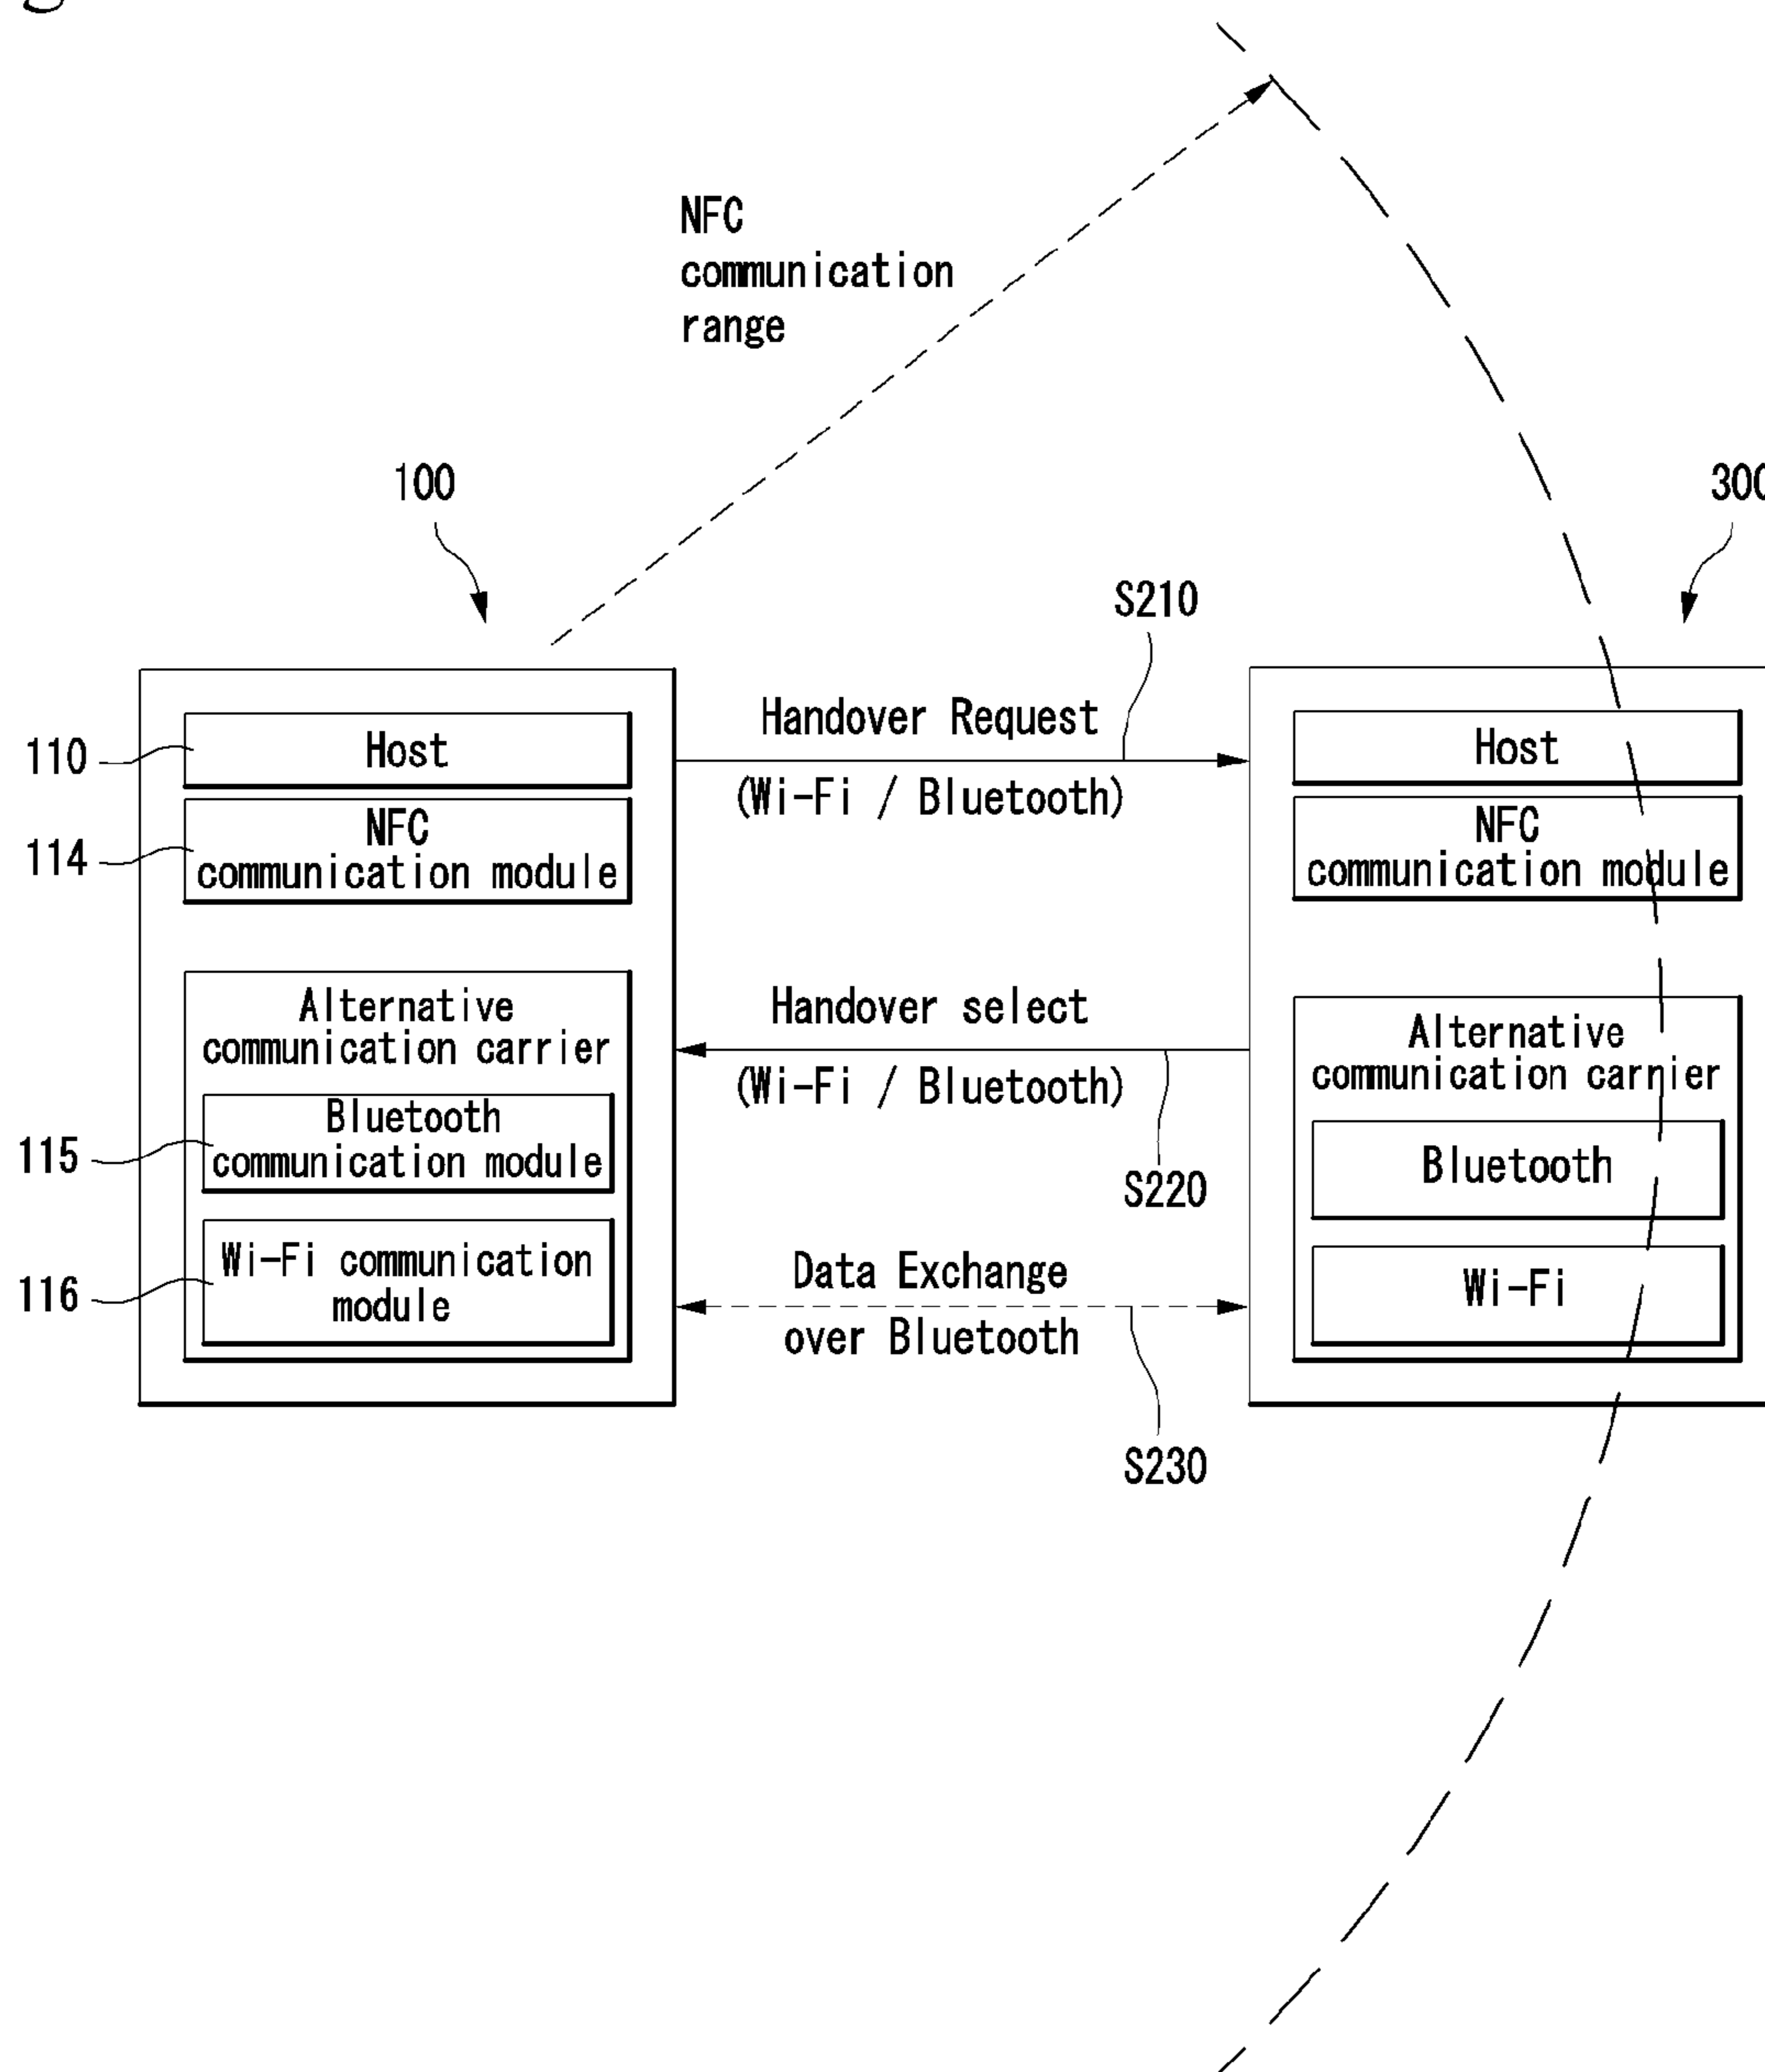 NFC
communication
range
100
300
S210
Handover Request
(Wi-Fi / Bluetooth)
110
Host
114
NFC
communication module
Host
NFC
communication module
Alternative
communication carrier
Handover select
(Wi-Fi / Bluetooth)
S220
115
Bluetooth
communication module
116
Wi-Fi communication
module
Alternative
communication carrier
Bluetooth
Wi-Fi
Data Exchange
over Bluetooth
S230